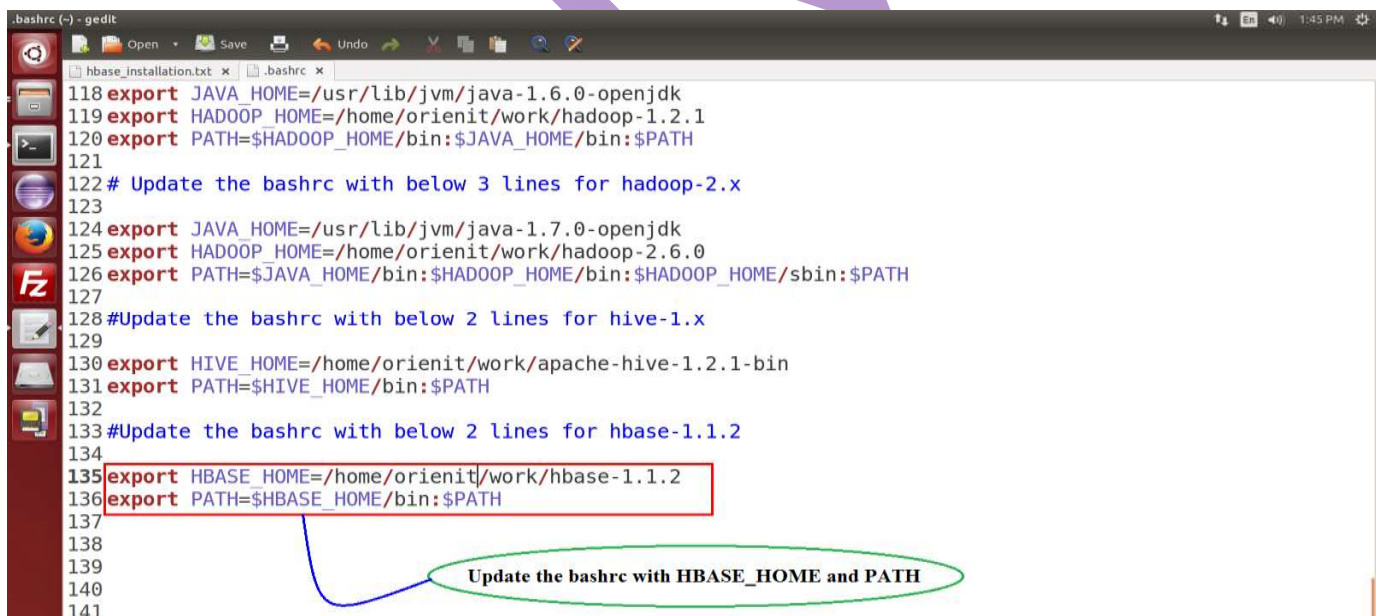 .bashrc (~) - gedit
En
1:45 PM
Open
Save
Undo
hbase_installation.txt x
.bashrc x
118 export JAVA_HOME=/usr/lib/jvm/java-1.6.0-openjdk
119 export HADOOP_HOME=/home/orienit/work/hadoop-1.2.1
120 export PATH=$HADOOP_HOME/bin:$JAVA_HOME/bin:$PATH
121
122 # Update the bashrc with below 3 lines for hadoop-2.x
123
124 export JAVA_HOME=/usr/lib/jvm/java-1.7.0-openjdk
125 export HADOOP_HOME=/home/orienit/work/hadoop-2.6.0
126 export PATH=$JAVA_HOME/bin:$HADOOP_HOME/bin:$HADOOP_HOME/sbin:$PATH
127
128 #Update the bashrc with below 2 lines for hive-1.x
129
130 export HIVE_HOME=/home/orienit/work/apache-hive-1.2.1-bin
131 export PATH=$HIVE_HOME/bin:$PATH
132
133 #Update the bashrc with below 2 lines for hbase-1.1.2
134
135 export HBASE_HOME=/home/orienit/work/hbase-1.1.2
136 export PATH=$HBASE_HOME/bin:$PATH
137
138
139
Update the bashrc with HBASE_HOME and PATH
140
141
Fz